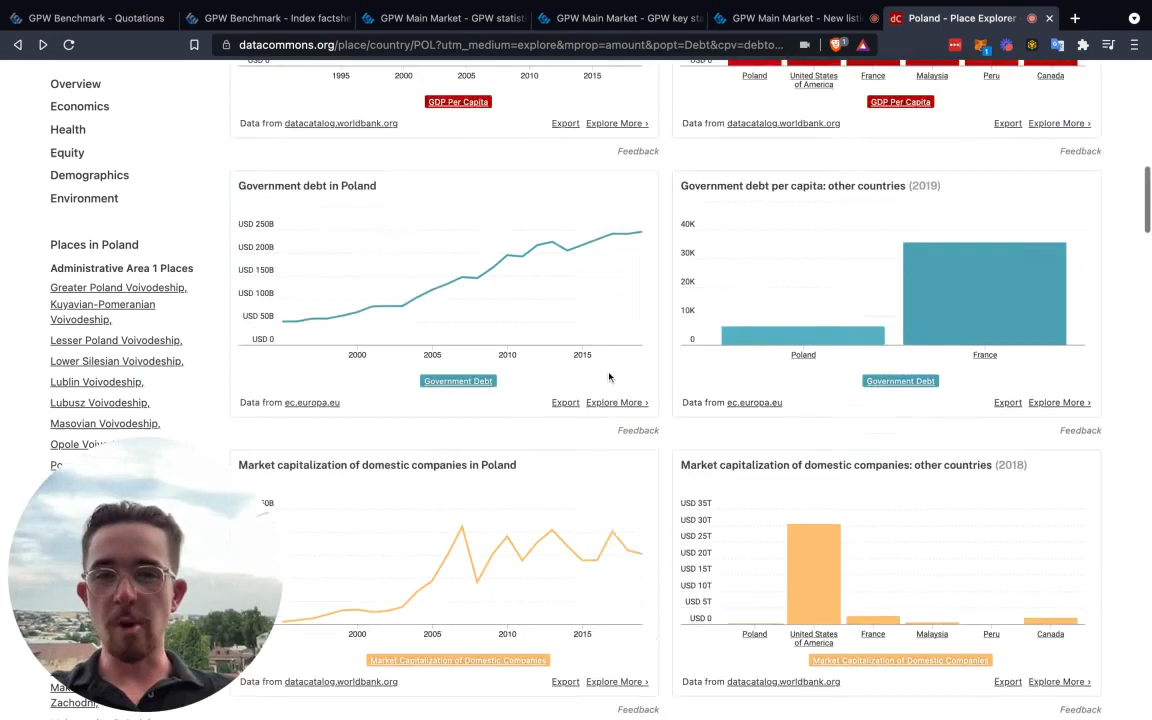 GPW Benchmark - Quotations
GPW Benchmark - Index factshe
GPW Main Market - GPW statisti
GPW Main Market - GPW key sta
GPW Main Market - New listi
Poland - Place Explorer
datacommons.org/place/country/POL?utm_medium=explore&mprop=amount&popt=Debt&cpv=debto...
Overview
Economics
Health
Equity
Demographics
Environment
Places in Poland
Administrative Area 1 Places
Greater Poland Voivodeship,
Kuyavian-Pomeranian
Voivodeship,
Lesser Poland Voivodeship,
Lower Silesian Voivodeship,
Lublin Voivodeship,
Lubusz Voivodeship,
Masovian Voivodeship,
Opole Voivo
Po
Zachodni,
USD 0
1995
2000
2005
2010
2015
GDP Per Capita
Data from datacatalog.worldbank.org
Export
Explore More ›
Feedback
Poland
United States
of America
France
Malaysia
Peru
Canada
GDP Per Capita
Data from datacatalog.worldbank.org
Export
Explore More ›
Feedback
Government debt in Poland
USD 250B
USD 200B
USD 150B
USD 100B
USD 50B
USD 0
2000
2005
2010
2015
Government Debt
Data from ec.europa.eu
Export
Explore More ›
Feedback
Government debt per capita: other countries (2019)
40K
30K
20K
10K
0
Poland
France
Government Debt
Data from ec.europa.eu
Export
Explore More ›
Feedback
Market capitalization of domestic companies in Poland
2000
2005
2010
2015
Market Capitalization of Domestic Companies
Data from datacatalog.worldbank.org
Export
Explore More ›
Feedback
Market capitalization of domestic companies: other countries (2018)
USD 35T
USD 30T
USD 25T
USD 20T
USD 15T
USD 10T
USD 5T
USD 0
Poland
United States
of America
France
Malaysia
Peru
Canada
Market Capitalization of Domestic Companies
Data from datacatalog.worldbank.org
Export
Explore More ›
Feedback